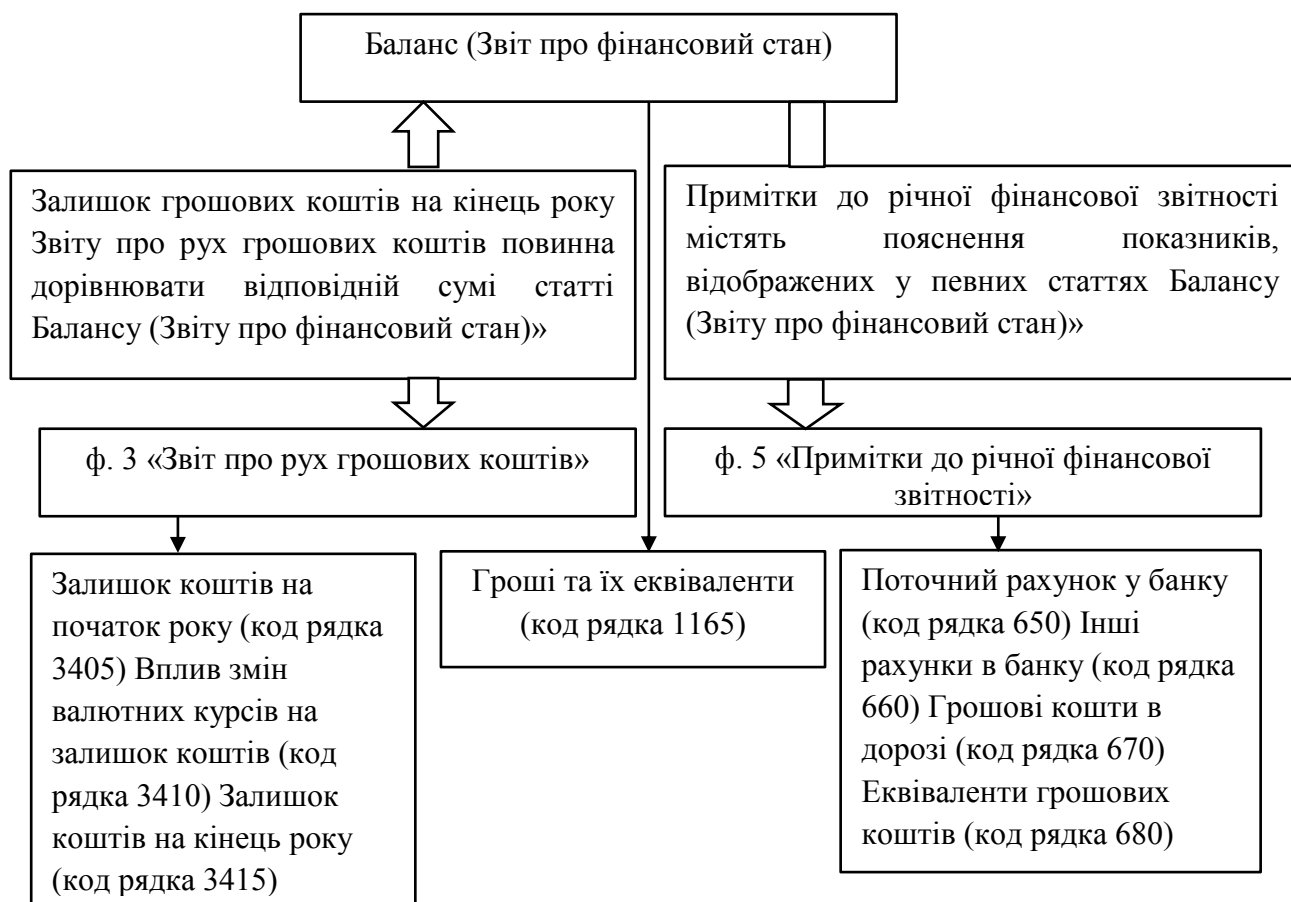 Баланс (Звіт про фінансовий стан)
Залишок грошових коштів на кінець року
Звіту про рух грошових коштів повинна
дорівнювати відповідній сумі статті
Балансу (Звіту про фінансовий стан)»
Примітки до річної фінансової звітності
містять пояснення показників,
відображених у певних статтях Балансу
(Звіту про фінансовий стан)»
ф. 3 «Звіт про рух грошових коштів»
ф. 5 «Примітки до річної фінансової
звітності»
Залишок коштів на
початок року (код рядка
3405) Вплив змін
валютних курсів на
залишок коштів (код
рядка 3410) Залишок
коштів на кінець року
(код рядка 3415)
Гроші та їх еквіваленти
(код рядка 1165)
Поточний рахунок у банку
(код рядка 650) Інші
рахунки в банку (код рядка
660) Грошові кошти в
дорозі (код рядка 670)
Еквіваленти грошових
коштів (код рядка 680)